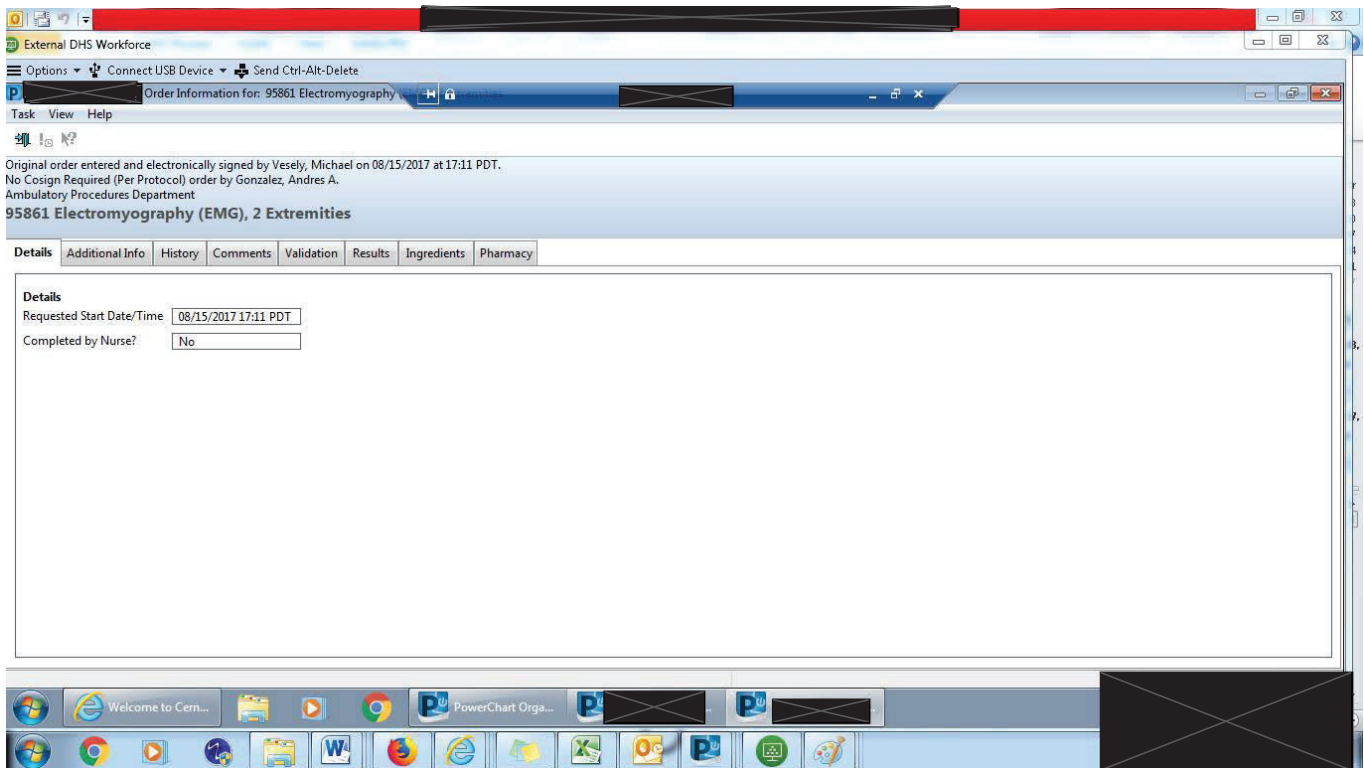 External DHS Workforce
Options Connect USB Device Send Ctrl-Alt-Delete
Order Information for: 95861 Electromyography
Task View Help
Original order entered and electronically signed by Vesely, Michael on 08/15/2017 at 17:11 PDT.
No Cosign Required (Per Protocol) order by Gonzalez, Andres A.
Ambulatory Procedures Department
95861 Electromyography (EMG), 2 Extremities
Details Additional Info History Comments Validation Results Ingredients Pharmacy
Details
Requested Start Date/Time 08/15/2017 17:11 PDT
Completed by Nurse? No
Welcome to Cern... PowerChart Orga...